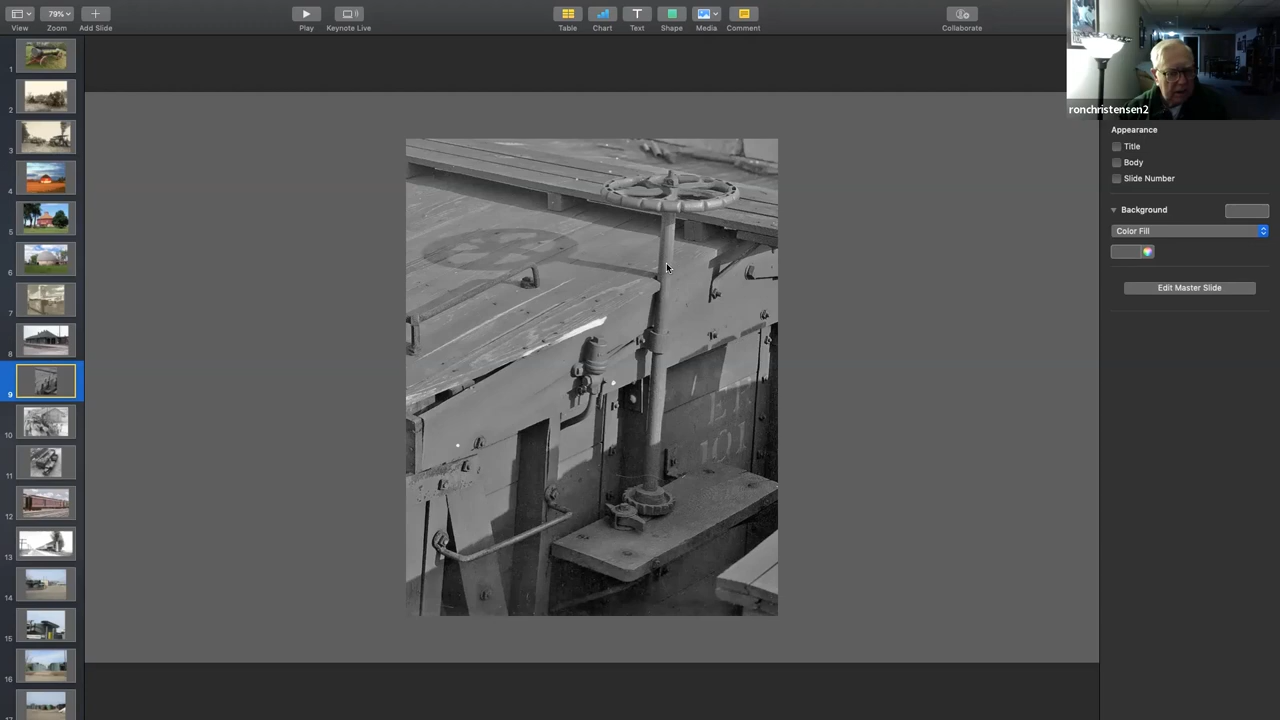 View
79%
Zoom
Add Slide
Play
Keynote Live
Table
Chart
Text
Shape
Media
Comment
Collaborate
ronchristensen2
Appearance
Title
Body
Slide Number
Background
Color Fill
Edit Master Slide
1
2
3
4
5
6
7
8
9
10
11
12
13
14
15
16
17
101